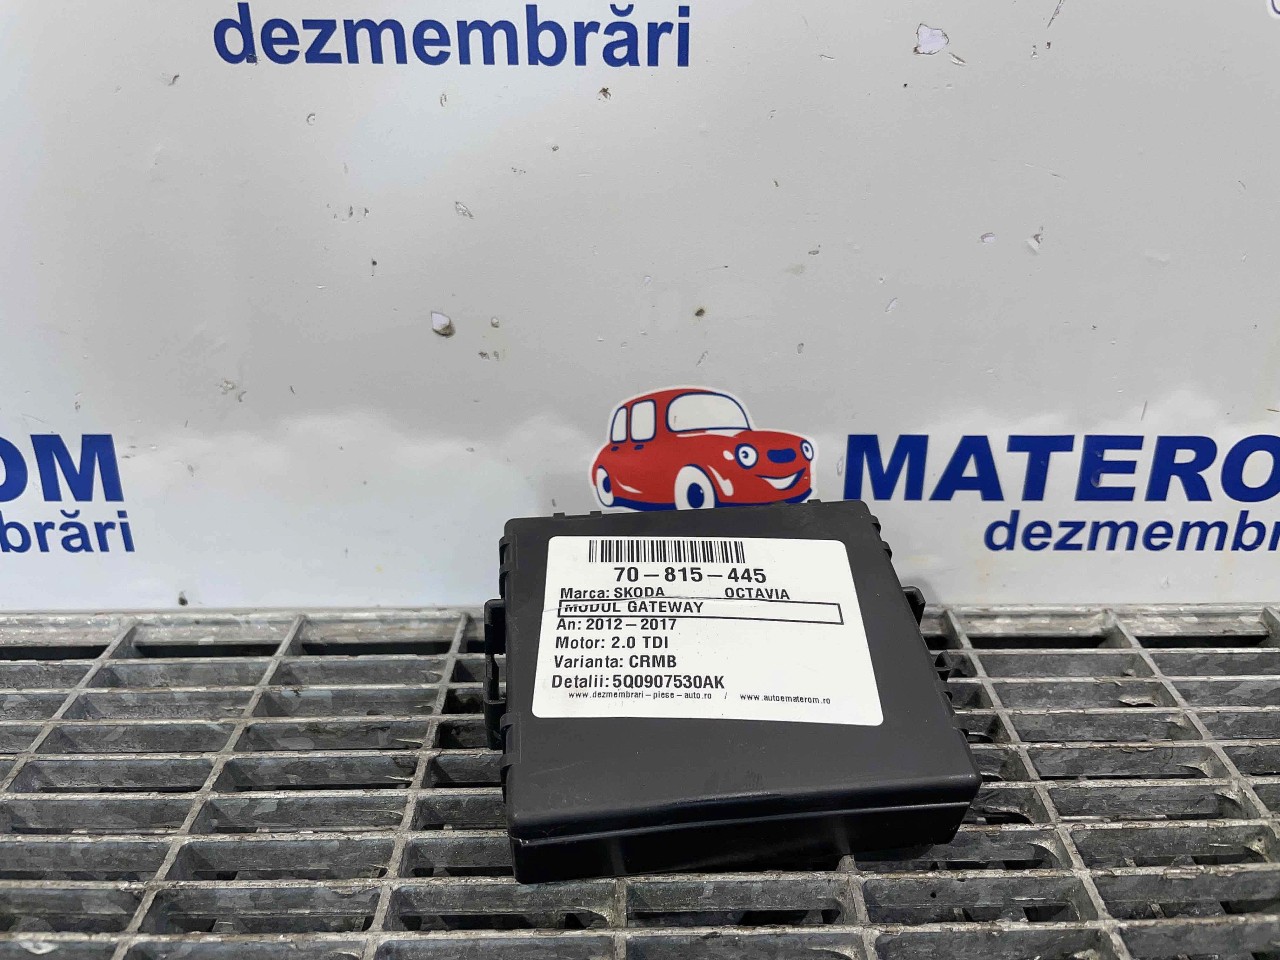 dezmembrări
OM
mbrări
MATERO
dezmembr
70-815-445
Marca: SKODA OCTAVIA
MODUL GATEWAY
An: 2012-2017
Motor: 2.0 TDI
Varianta: CRMB
Detalii: 5Q0907530AK
www.dezmembrari-piese-auto.ro / www.autoematerom.ro